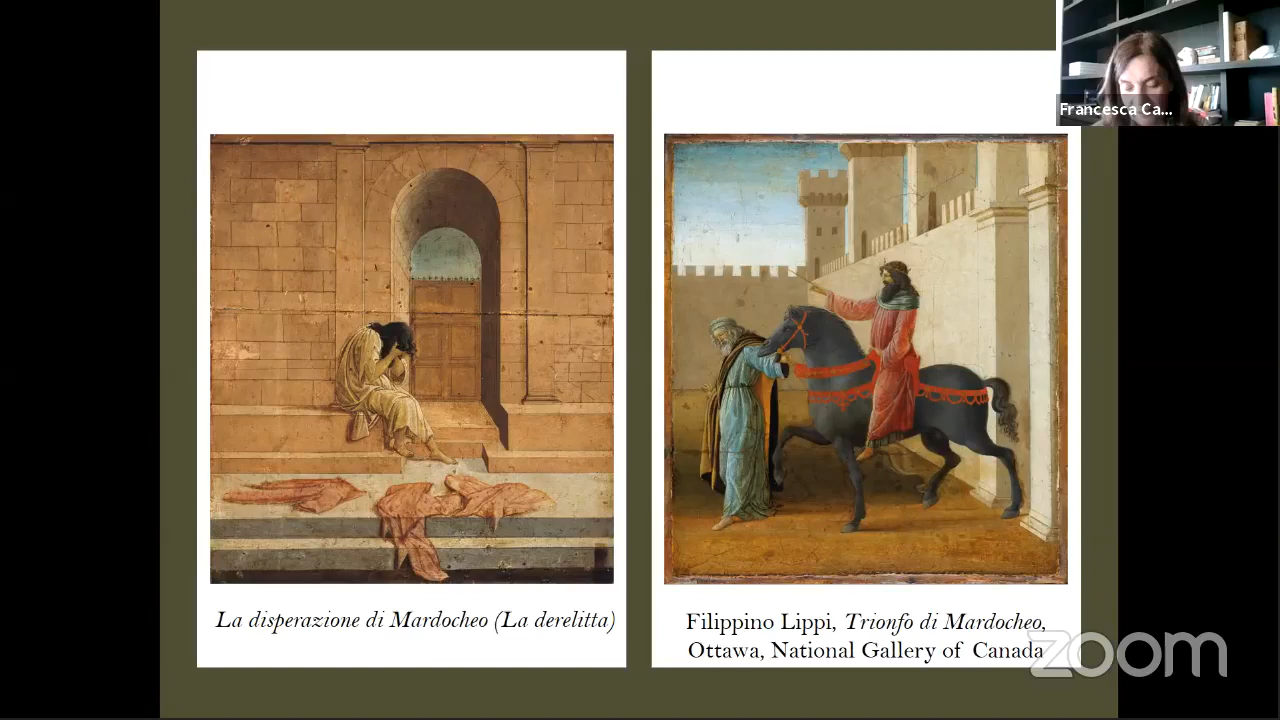 Francesca Ca...
La disperazione di Mardocheo (La derelitta)
Filippino Lippi, Trionfo di Mardocheo,
Ottawa, National Gallery of Canada
zoom